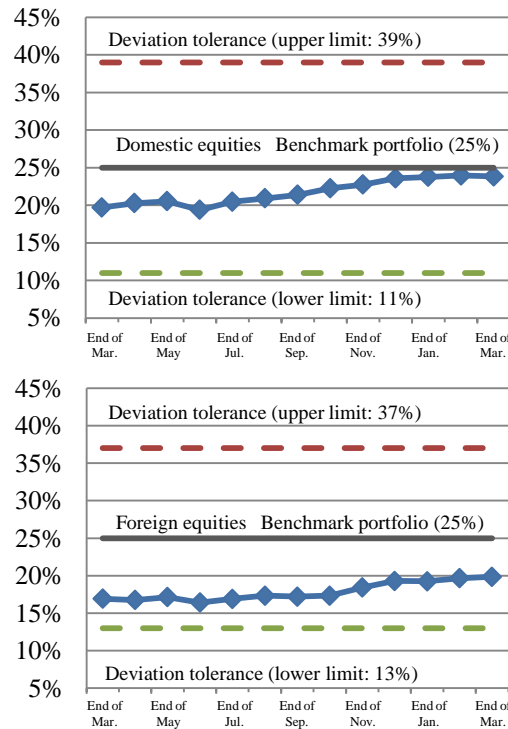 45%
Deviation tolerance (upper limit: 39%)
40%
35%
30%
Domestic equities Benchmark portfolio (25%)
25%
20%
15%
10%
Deviation tolerance (lower limit: 11%)
5%
End of End of End of End of End of End of End of
Mar. May Jul. Sep. Nov. Jan. Mar.
45%
Deviation tolerance (upper limit: 37%)
40%
35%
30%
Foreign equities Benchmark portfolio (25%)
25%
20%
15%
10%
Deviation tolerance (lower limit: 13%)
5%
End of End of End of End of End of End of End of
Mar. May Jul. Sep. Nov. Jan. Mar.